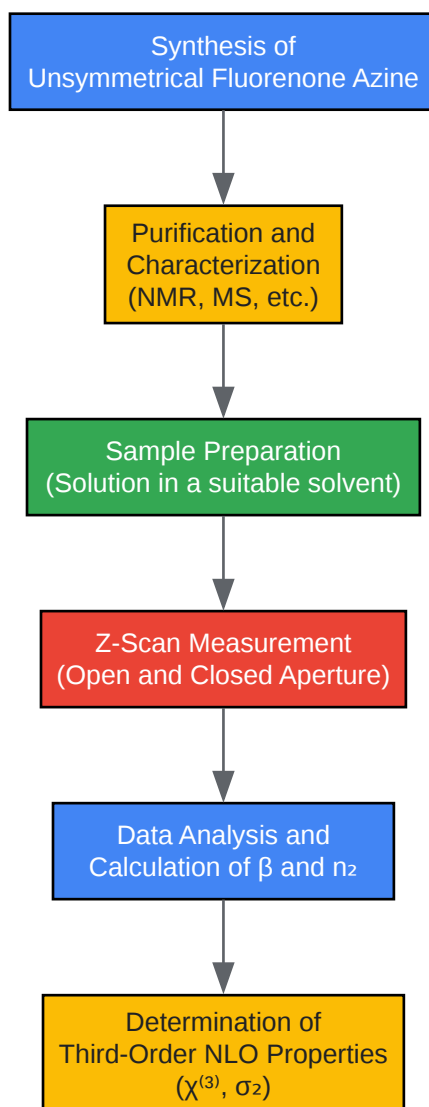 Synthesis of
Unsymmetrical Fluorenone Azine
Purification and
Characterization
(NMR, MS, etc.)
Sample Preparation
(Solution in a suitable solvent)
Z-Scan Measurement
(Open and Closed Aperture)
Data Analysis and
Calculation of β and n₂
Determination of
Third-Order NLO Properties
(χ⁽³⁾, σ₂)